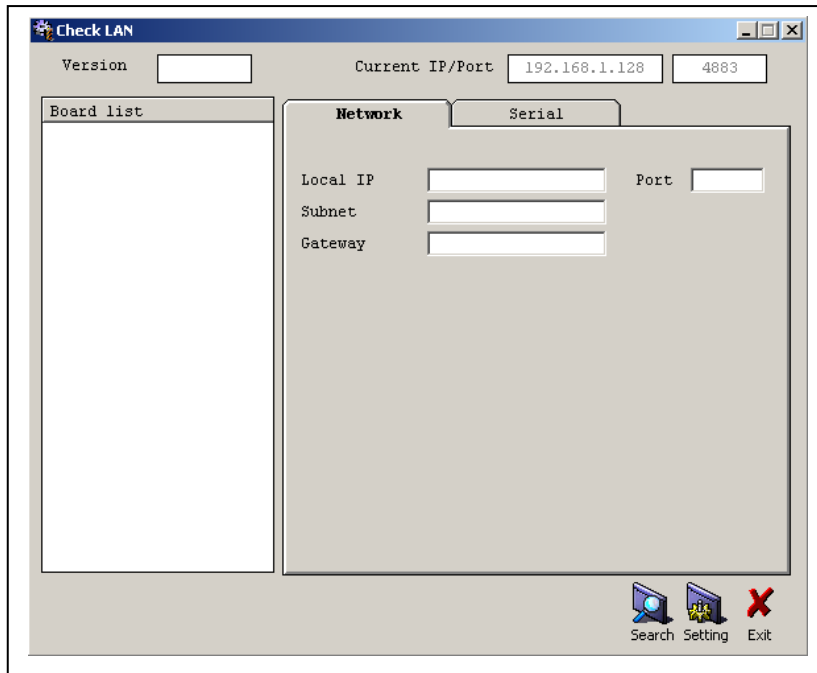 Check LAN
Version Current IP/Port 192.168.1.128 4883
Board list
Network Serial
Local IP Port
Subnet
Gateway
Search Setting Exit